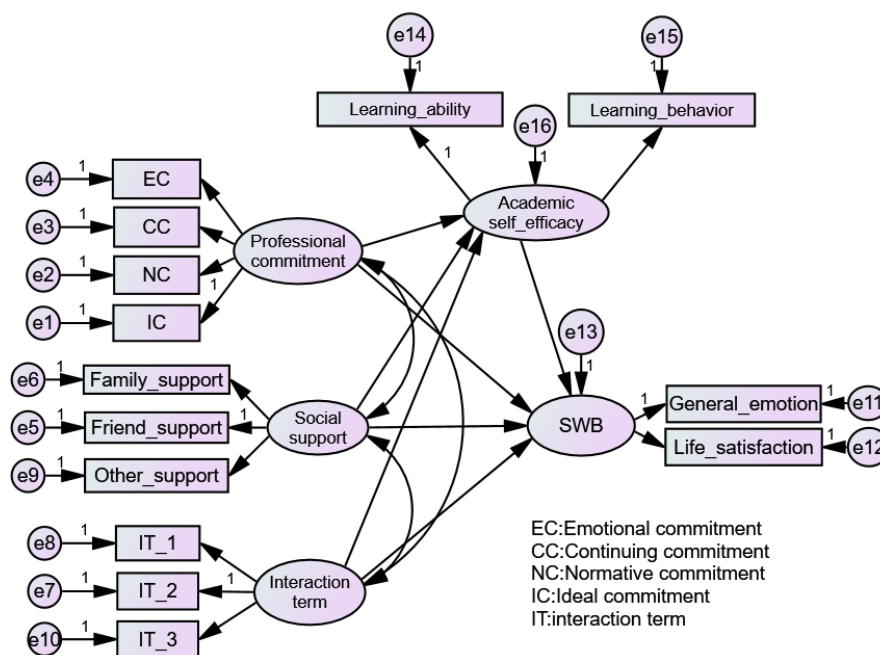 e14
1
Learning_ability
e15
1
Learning_behavior
e16
1
1
Academic
self_efficacy
e4
1
EC
e3
1
CC
e2
1
NC
e1
1
IC
1
Professional
commitment
e13
1
e6
1
Family_support
e5
1
Friend_support
1
e9
1
Other_support
Social
support
SWB
1
General_emotion
1
e11
Life_satisfaction
1
e12
e8
1
IT_1
e7
1
IT_2
1
e10
1
IT_3
Interaction
term
EC:Emotional commitment
CC:Continuing commitment
NC:Normative commitment
IC:Ideal commitment
IT:interaction term